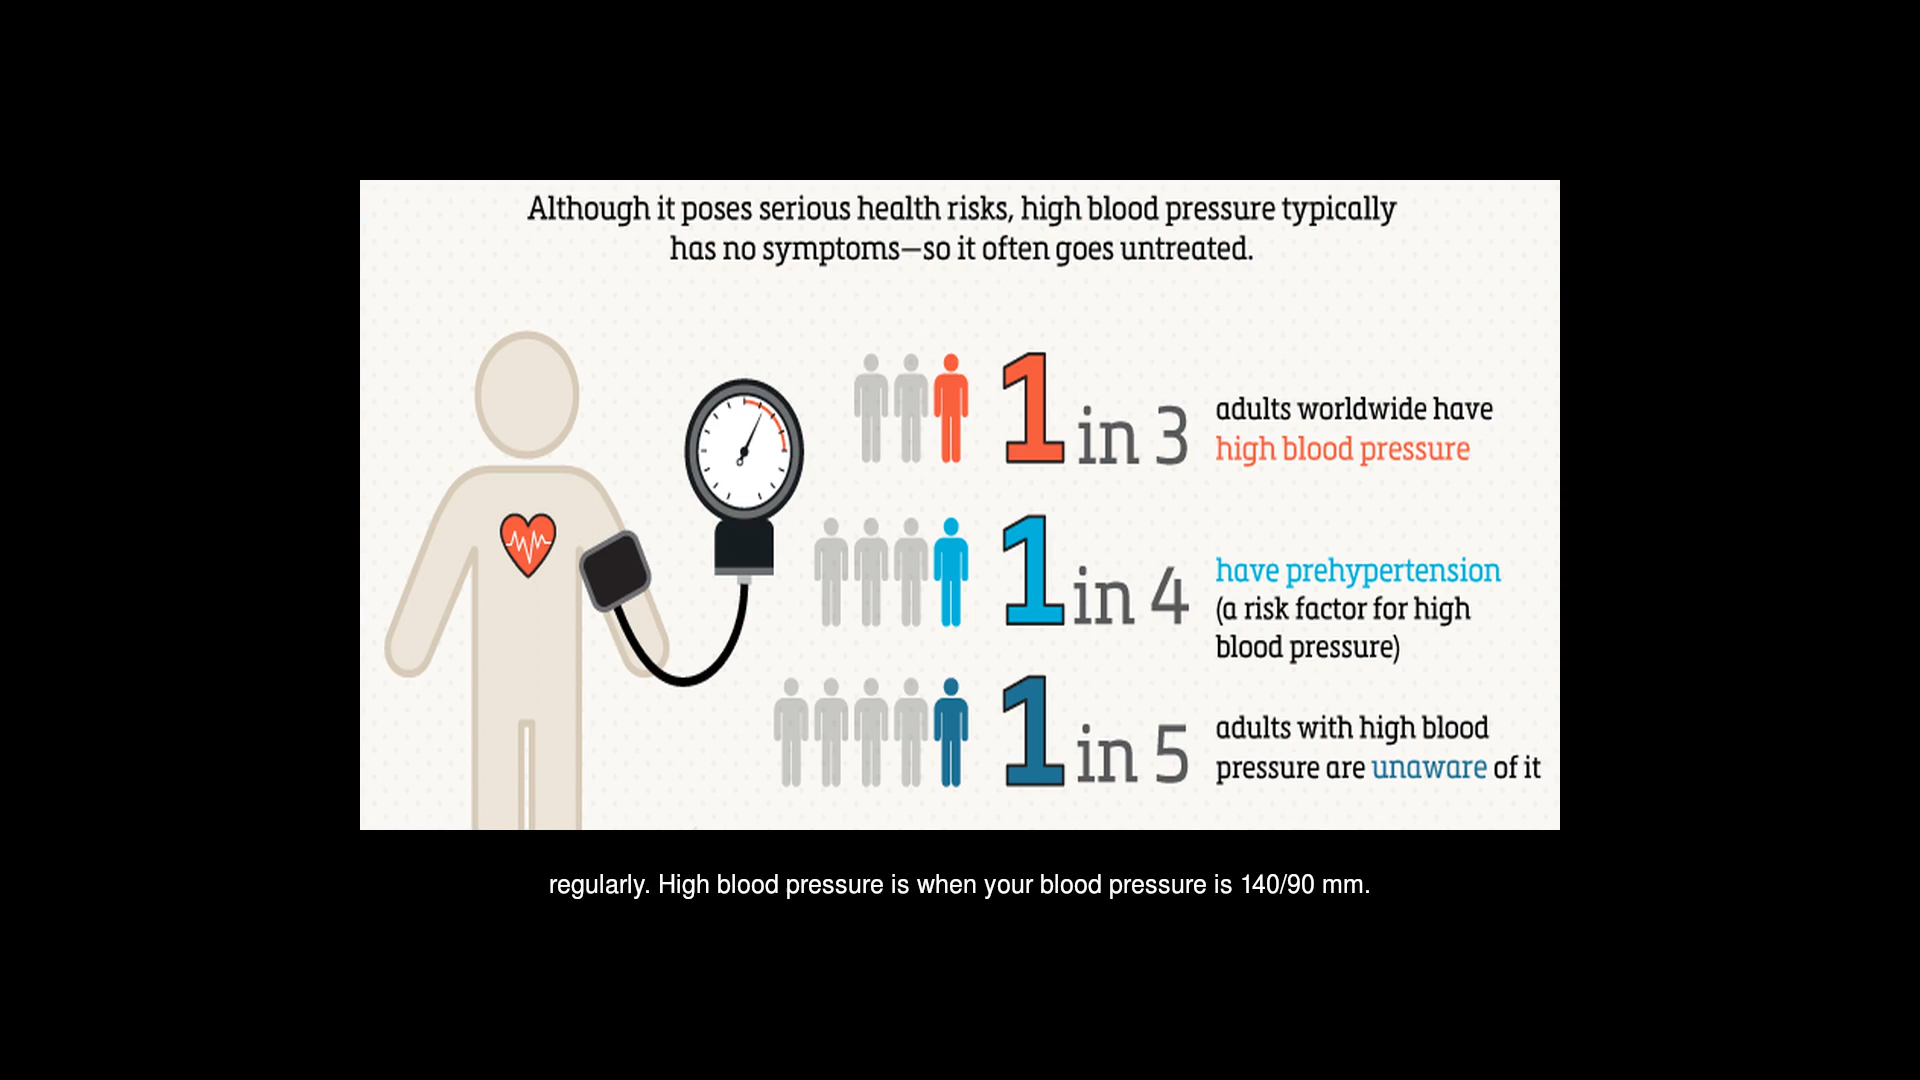 Although it poses serious health risks, high blood pressure typically
has no symptoms—so it often goes untreated.
1 in 3
adults worldwide have
high blood pressure
1 in 4
have prehypertension
(a risk factor for high
blood pressure)
1 in 5
adults with high blood
pressure are unaware of it
regularly. High blood pressure is when your blood pressure is 140/90 mm.